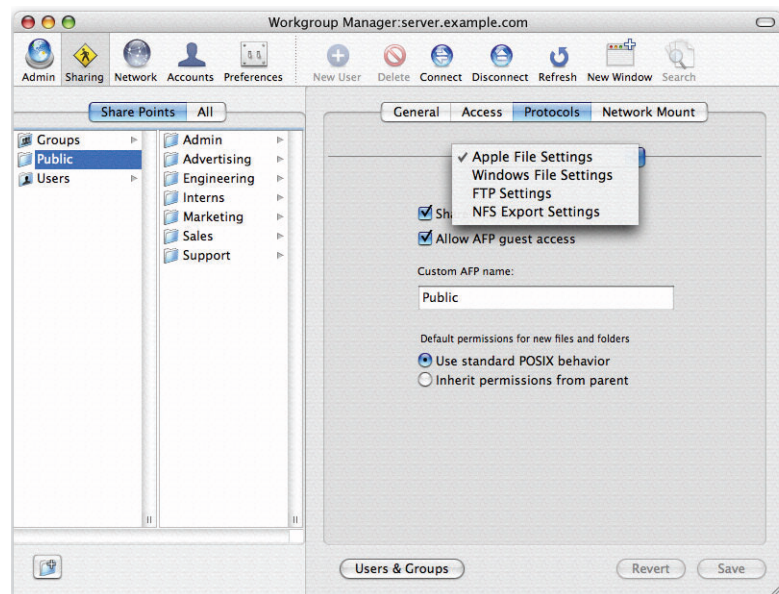 Workgroup Manager:server.example.com
Admin Sharing Network Accounts Preferences New User Delete Connect Disconnect Refresh New Window Search
Share Points All
General Access Protocols Network Mount
Groups
Public
Users
Admin
Advertising
Engineering
Interns
Marketing
Sales
Support
✓ Apple File Settings
Windows File Settings
FTP Settings
NFS Export Settings
Allow AFP guest access
Custom AFP name:
Public
Default permissions for new files and folders
Use standard POSIX behavior
Inherit permissions from parent
Users & Groups Revert Save